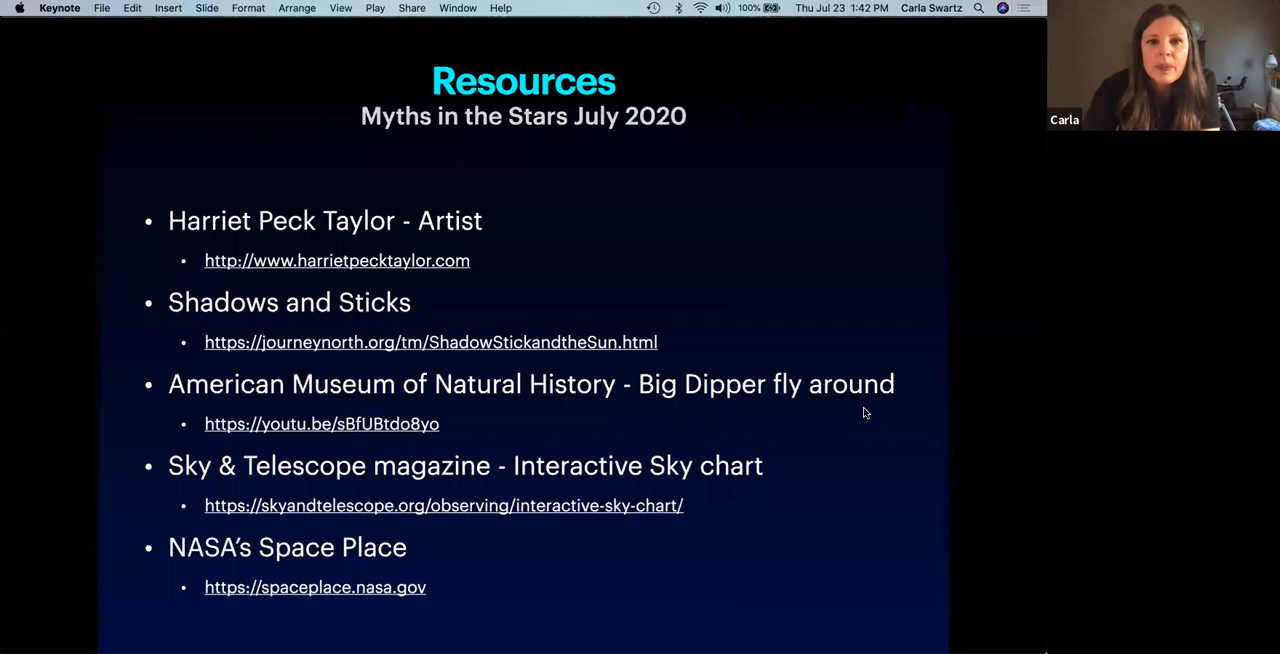 Keynote File Edit Insert Slide Format Arrange View Play Share Window Help 100% Thu Jul 23 1:42 PM Carla Swartz
Resources
Myths in the Stars July 2020
• Harriet Peck Taylor - Artist
• http://www.harrietpecktaylor.com
• Shadows and Sticks
• https://journeynorth.org/tm/ShadowStickandtheSun.html
• American Museum of Natural History - Big Dipper fly around
• https://youtu.be/sBfUBtdo8yo
• Sky & Telescope magazine - Interactive Sky chart
• https://skyandtelescope.org/observing/interactive-sky-chart/
• NASA’s Space Place
• https://spaceplace.nasa.gov
Carla